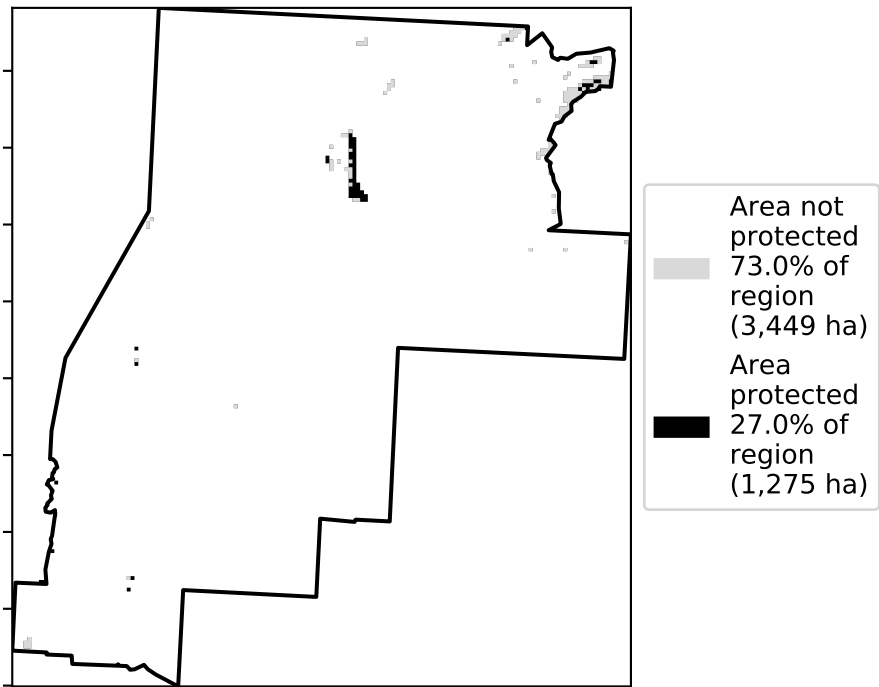 Area not
protected
73.0% of
region
(3,449 ha)
Area
protected
27.0% of
region
(1,275 ha)